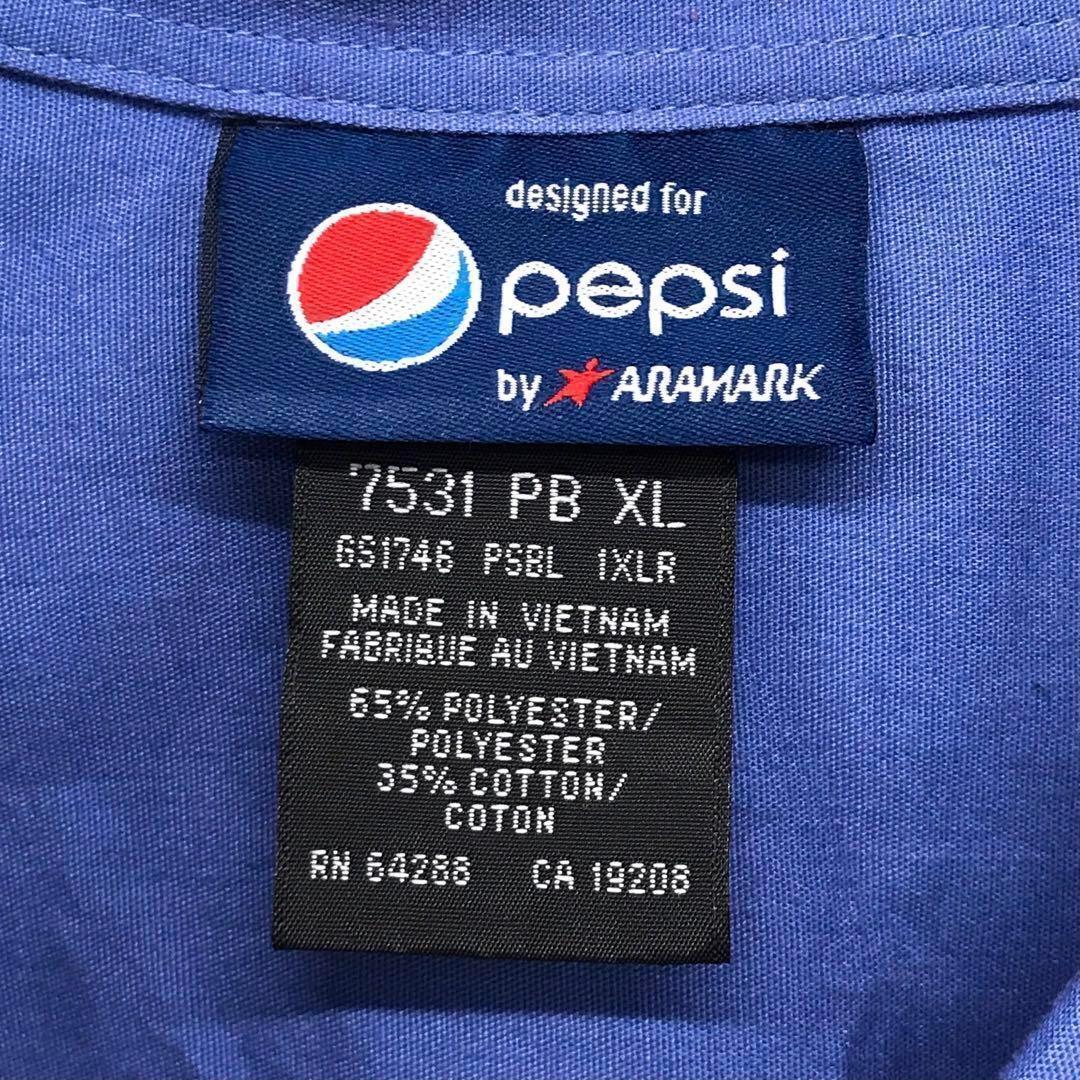 designed for
pepsi
by ARAMARK
7531 PB XL
GS1746 PSBL 1XLR
MADE IN VIETNAM
FABRIQUE AU VIETNAM
65% POLYESTER/
POLYESTER
35% COTTON/
COTON
RN 64288 CA 19208